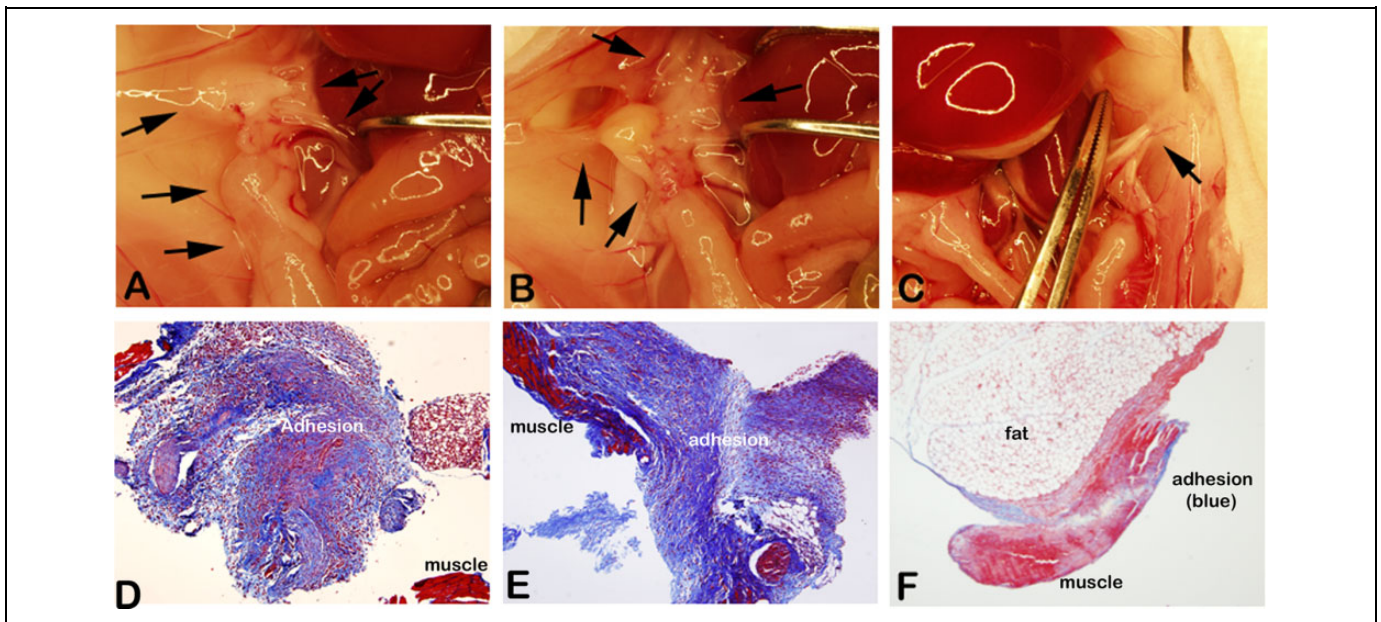 A
B
C
Adhesion
muscle
D
muscle
adhesion
E
fat
adhesion
(blue)
muscle
F